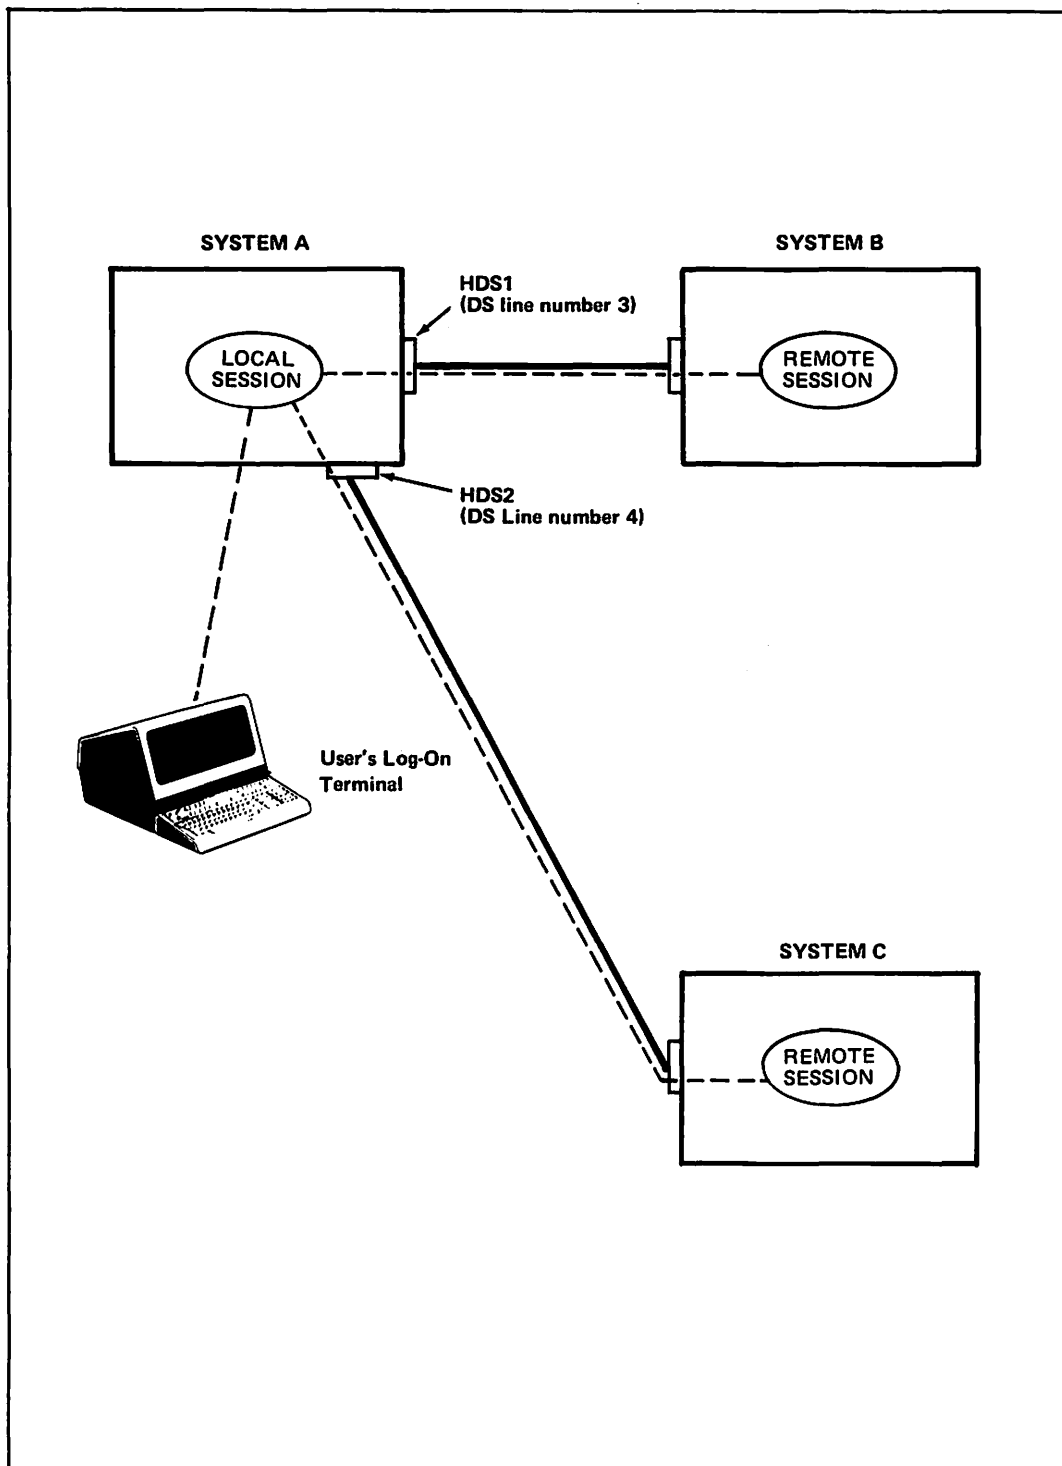 SYSTEM A
SYSTEM B
HDS1
(DS line number 3)
LOCAL
SESSION
REMOTE
SESSION
HDS2
(DS Line number 4)
User's Log-On
Terminal
SYSTEM C
REMOTE
SESSION